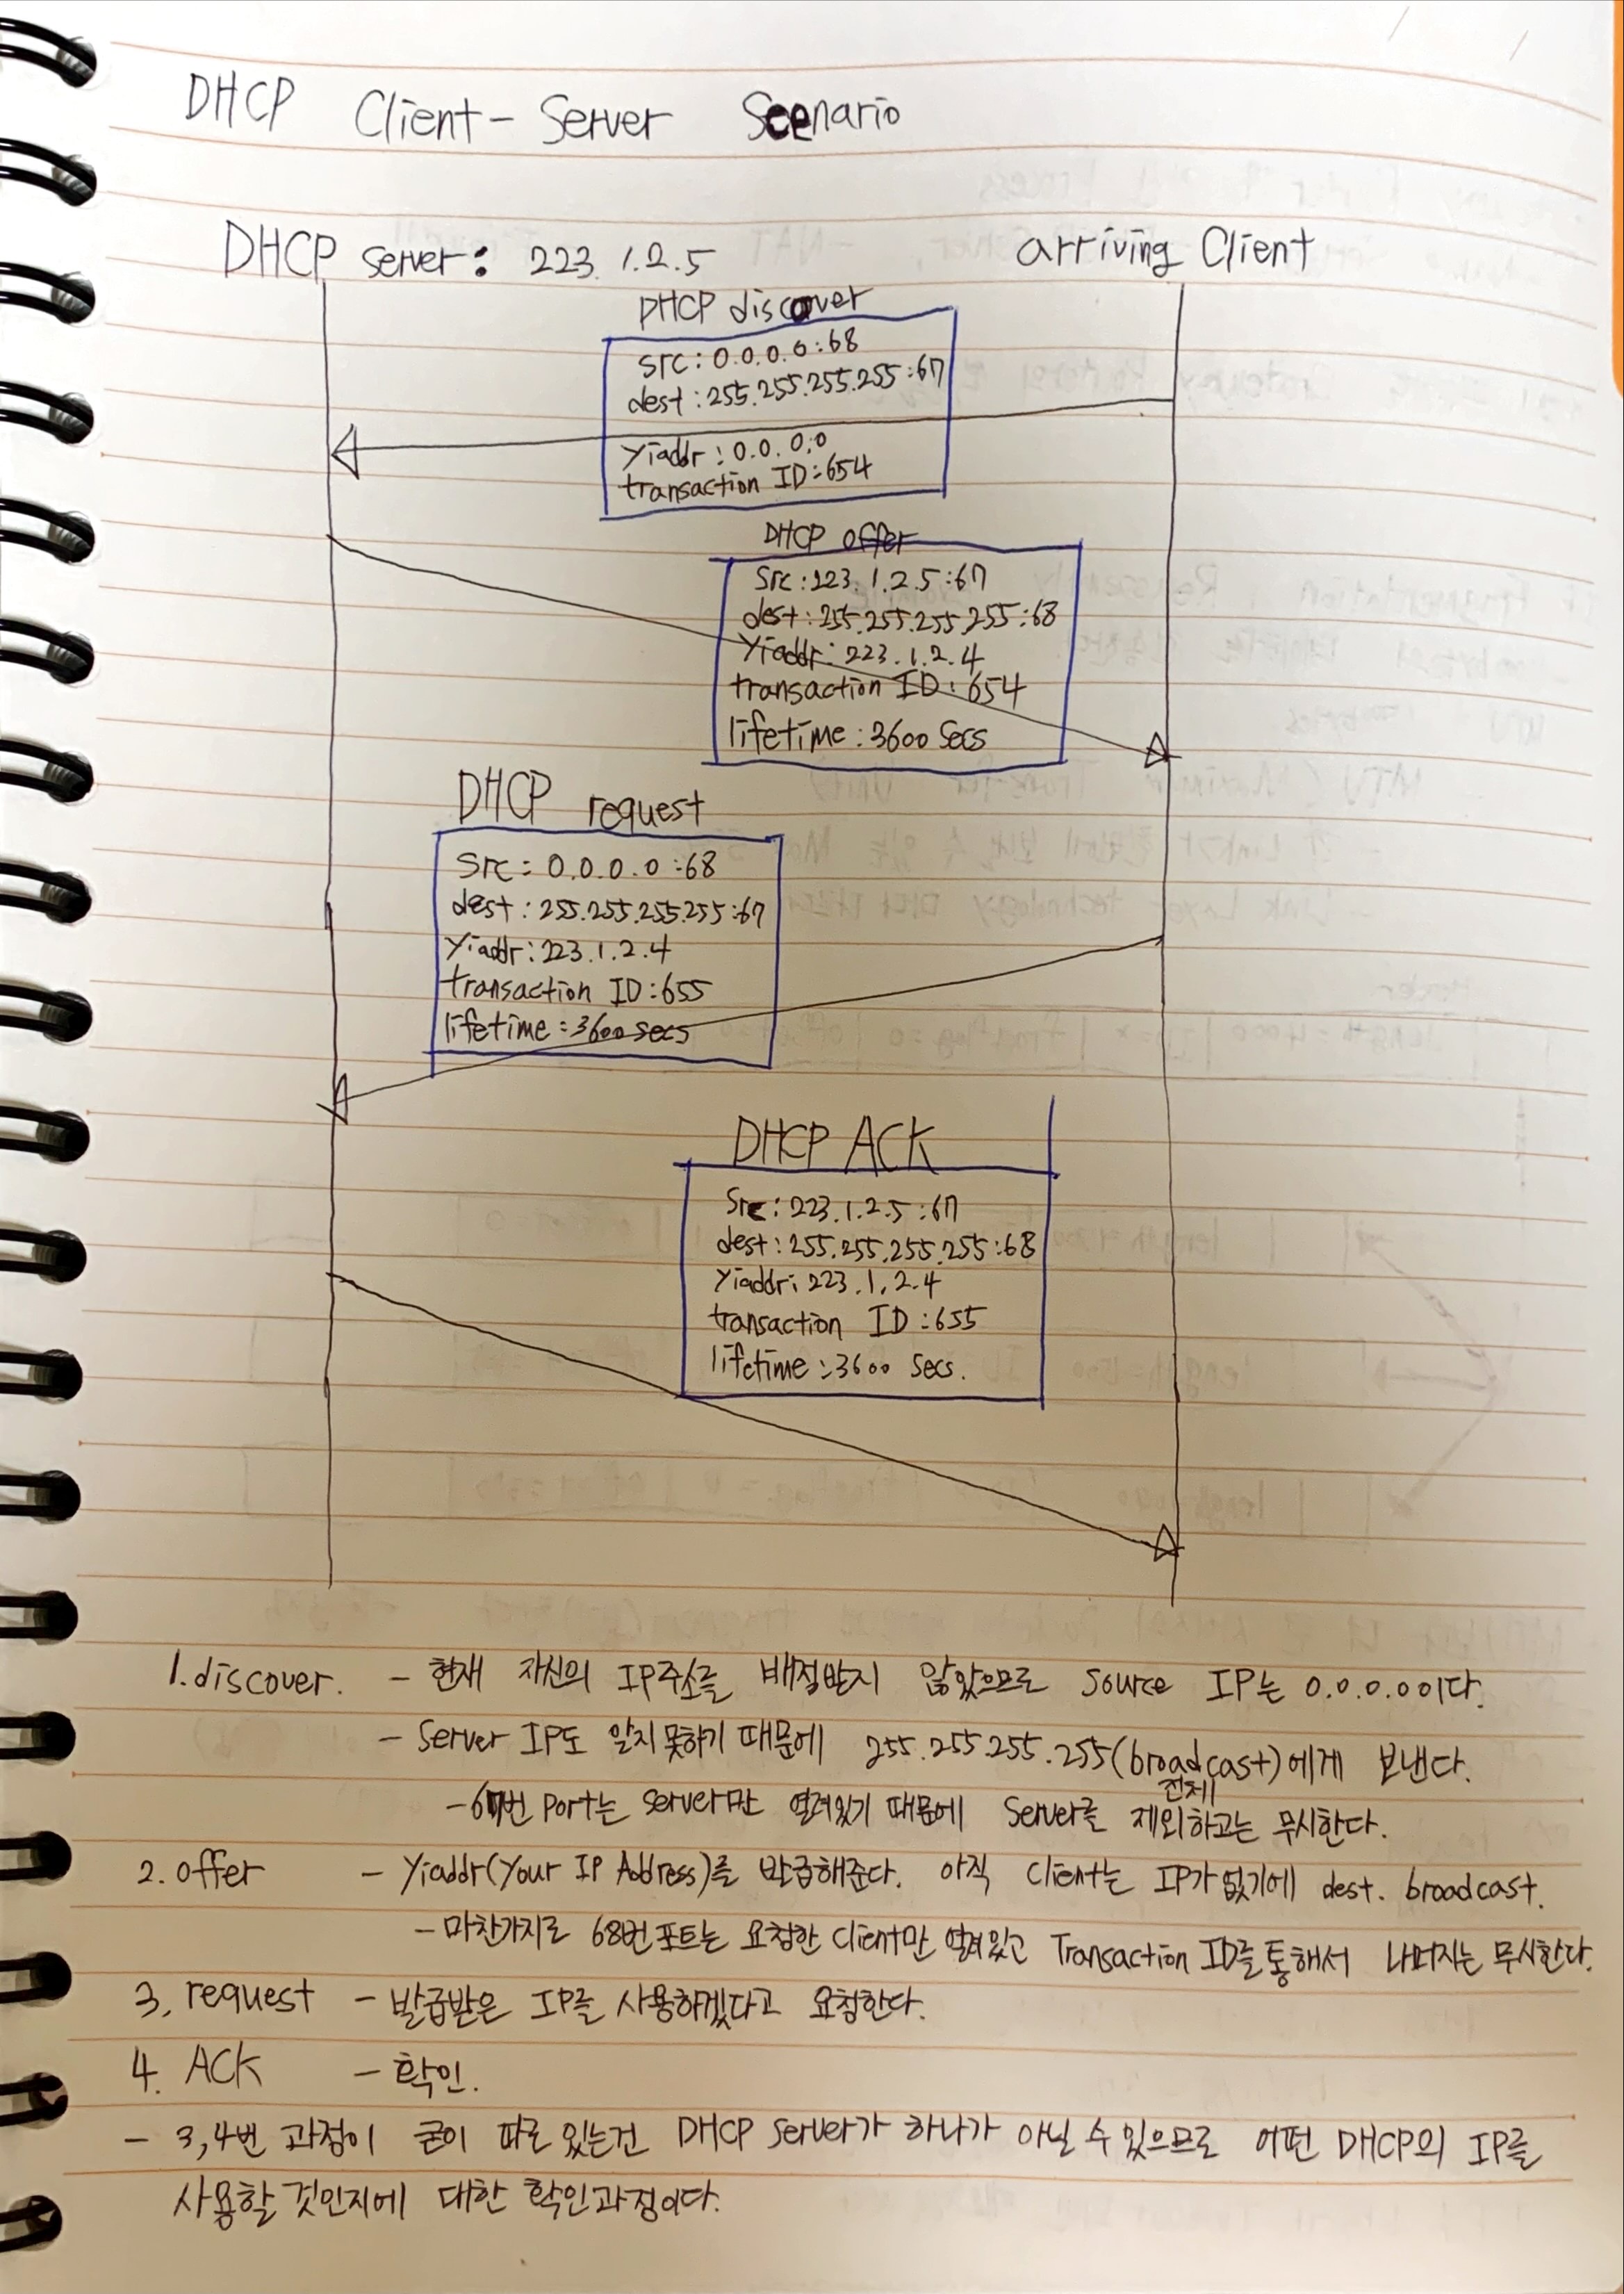 DHCP Client-Server Scenario
DHCP server: 223.1.2.5
arriving Client
DHCP discover
src: 0.0.0.0:68
dest: 255.255.255.255:67
yiaddr: 0.0.0.0
transaction ID: 654
DHCP offer
src: 223.1.2.5:67
dest: 255.255.255.255:68
yiaddr: 223.1.2.4
transaction ID: 654
lifetime: 3600 secs
DHCP request
src: 0.0.0.0:68
dest: 255.255.255.255:67
yiaddr: 223.1.2.4
transaction ID: 655
lifetime: 3600 secs
DHCP ACK
src: 223.1.2.5:67
dest: 255.255.255.255:68
yiaddr: 223.1.2.4
transaction ID: 655
lifetime: 3600 secs.
1. discover. - 현재 자신의 IP주소를 배정받지 않았으므로 source IP는 0.0.0.0이다.
- Server IP도 알지못하기 때문에 255.255.255.255(broadcast)에게 보낸다.
전체
- 67번 port는 server만 열려있기 때문에 server를 제외하고는 무시한다.
2. offer - Yiaddr(Your IP Address)를 발급해준다. 아직 client는 IP가 없기에 dest. broadcast.
- 마찬가지로 68번 포트는 요청한 client만 열려있고 Transaction ID를 통해서 나머지는 무시한다.
3. request - 발급받은 IP를 사용하겠다고 요청한다.
4. ACK - 확인.
- 3,4번 과정이 굳이 따로 있는건 DHCP server가 하나가 아닐 수 있으므로 어떤 DHCP의 IP를
사용할 것인지에 대한 확인과정이다.